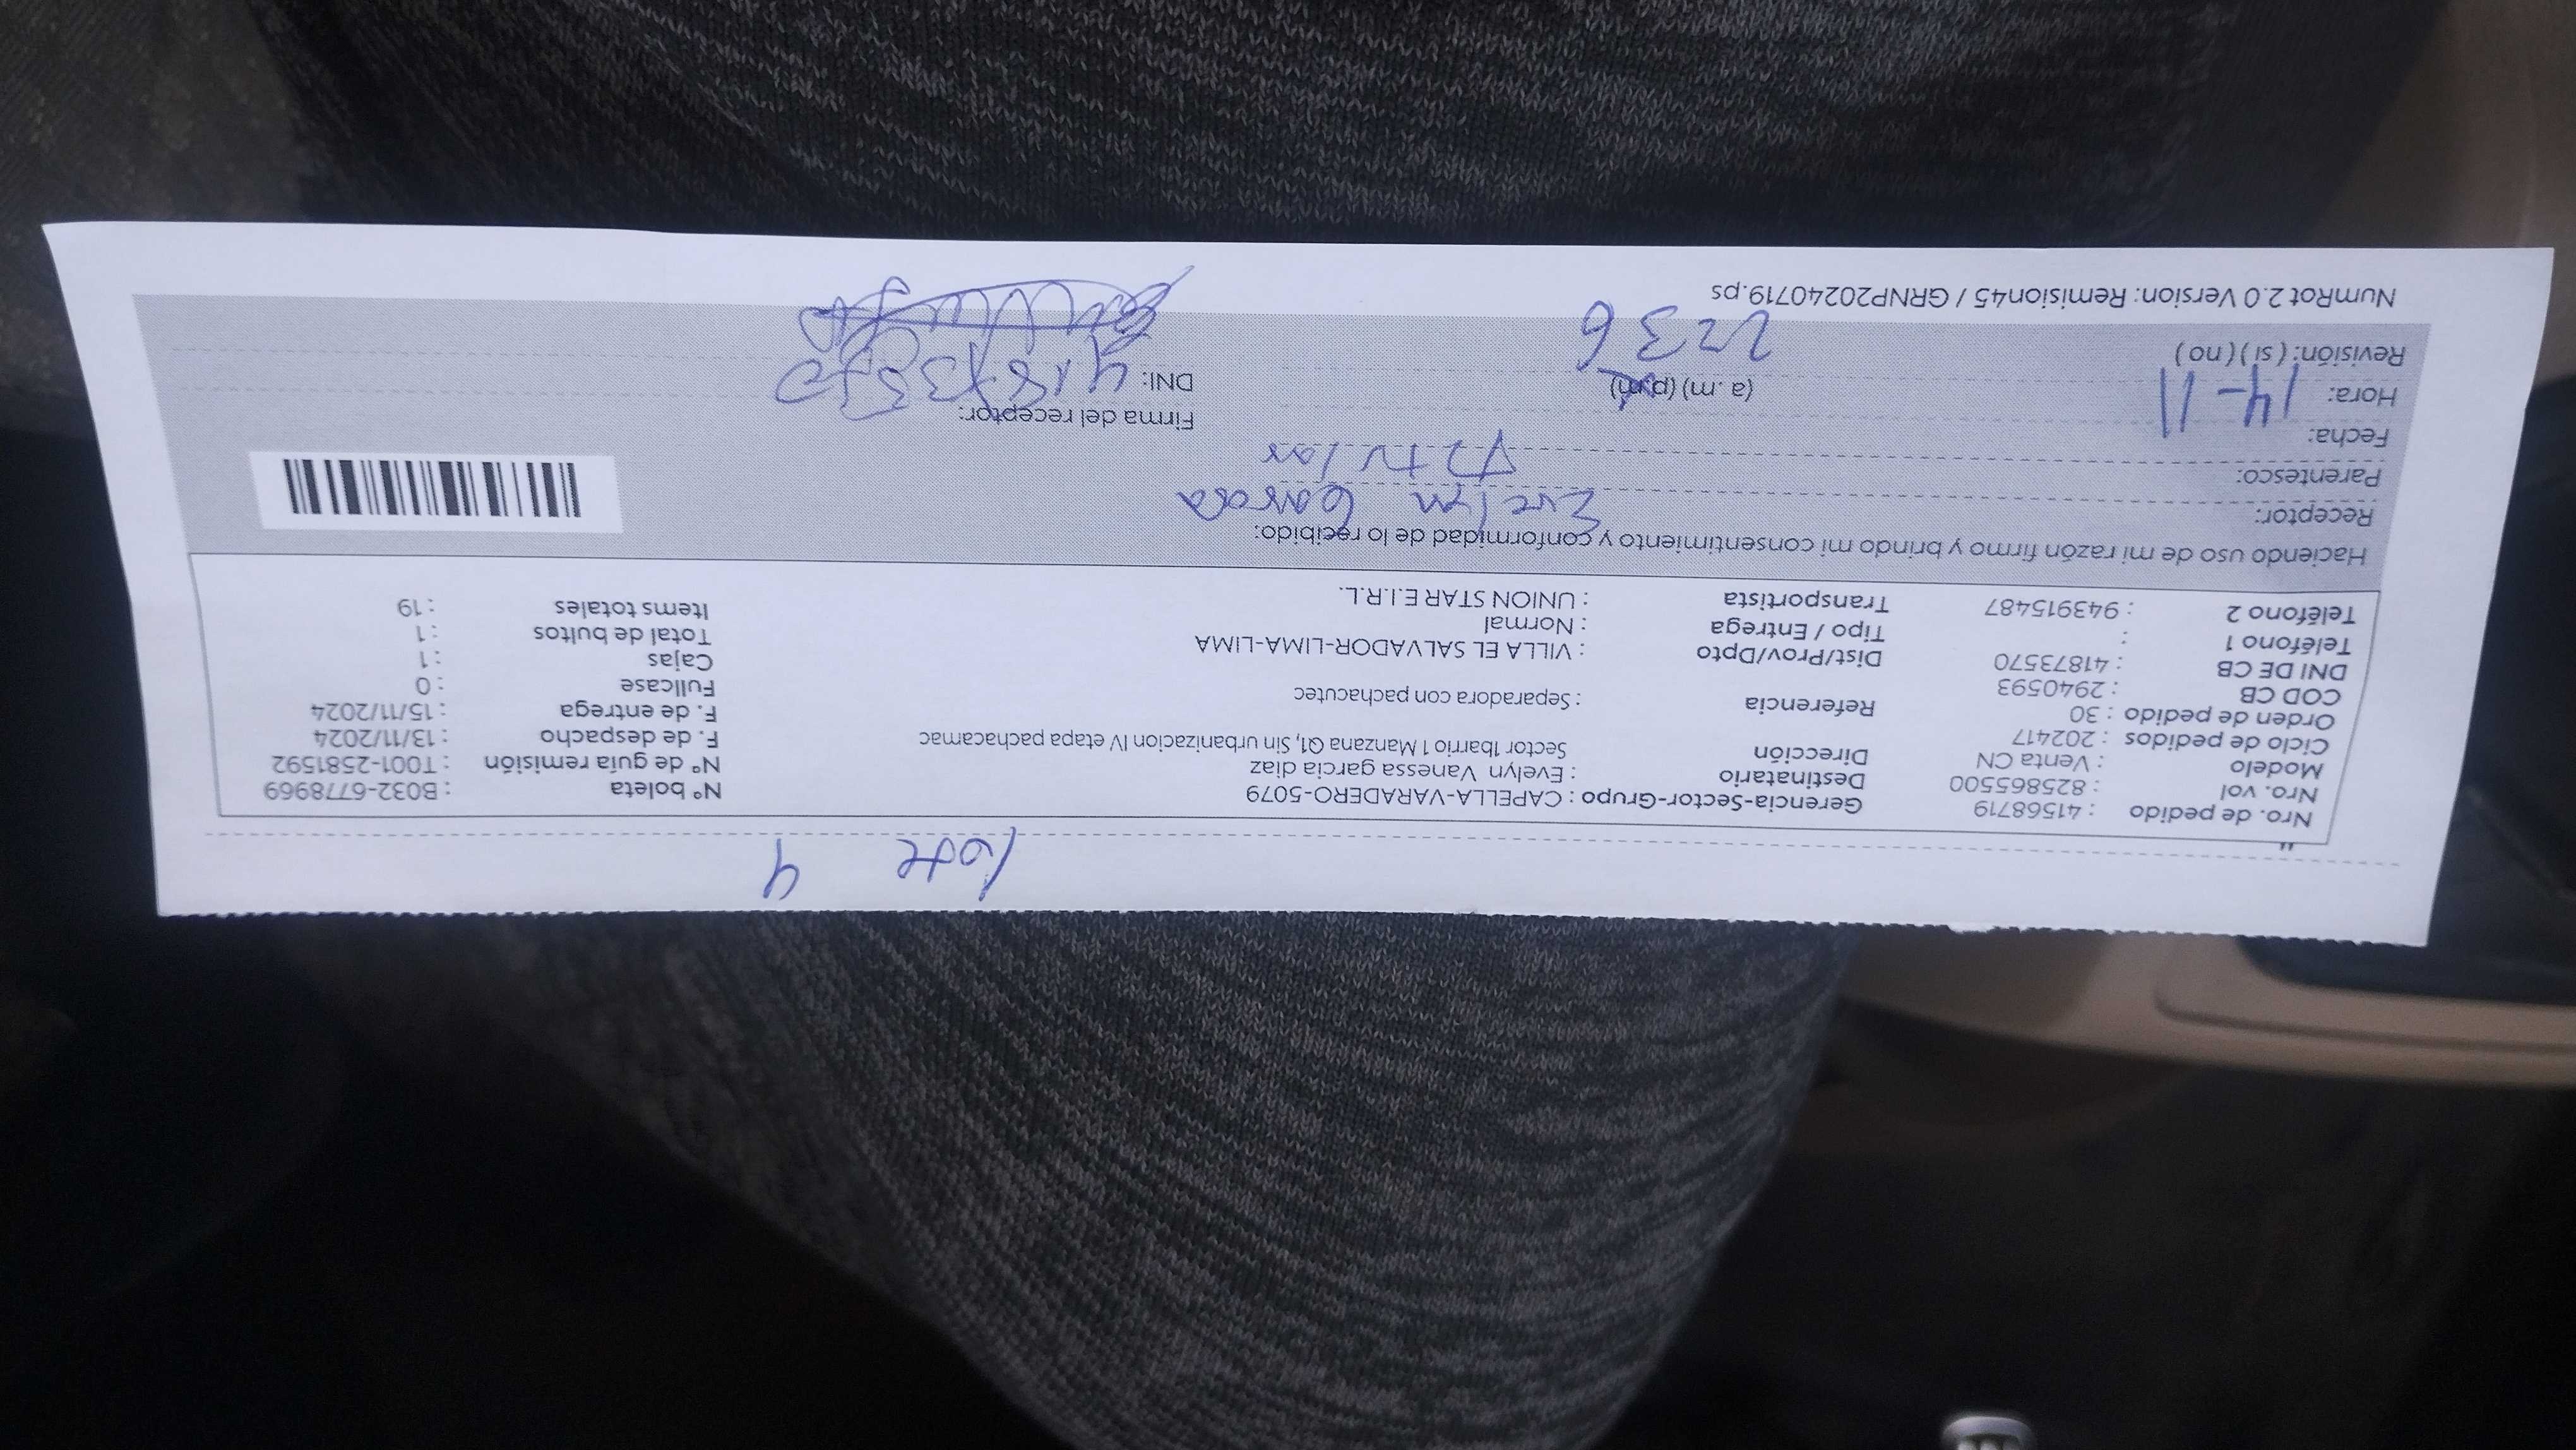 Lote 4
Nro. de pedido : 41568719 Gerencia-Sector-Grupo : CAPELLA-VARADERO-5079 N° boleta : B032-6778969
Nro. vol : 825865500 Destinatario : Evelyn Vanessa garcia diaz N° de guía remisión : T001-2581592
Modelo : Venta CN Dirección Sector 1barrio 1 Manzana Q1, Sin urbanizacion IV etapa pachacamac F. de despacho : 13/11/2024
Ciclo de pedidos : 202417 F. de entrega : 15/11/2024
Orden de pedido : 30 Referencia : Separadora con pachacutec Fullcase : 0
COD CB : 2940593 Cajas : 1
DNI DE CB : 41873570 Dist/Prov/Dpto : VILLA EL SALVADOR-LIMA-LIMA Total de bultos : 1
Teléfono 1 : Tipo / Entrega : Normal Items totales : 19
Teléfono 2 : 943915487 Transportista : UNION STAR E.I.R.L.
Haciendo uso de mi razón firmo y brindo mi consentimiento y conformidad de lo recibido:
Receptor: Evelyn
Parentesco: Titular
Fecha: 14-11 Firma del receptor:
Hora: (a. m) (p.m) DNI: 41873570
Revisión: ( si ) ( no ) 2236
NumRot 2.0 Version: Remision45 / GRNP20240719.ps